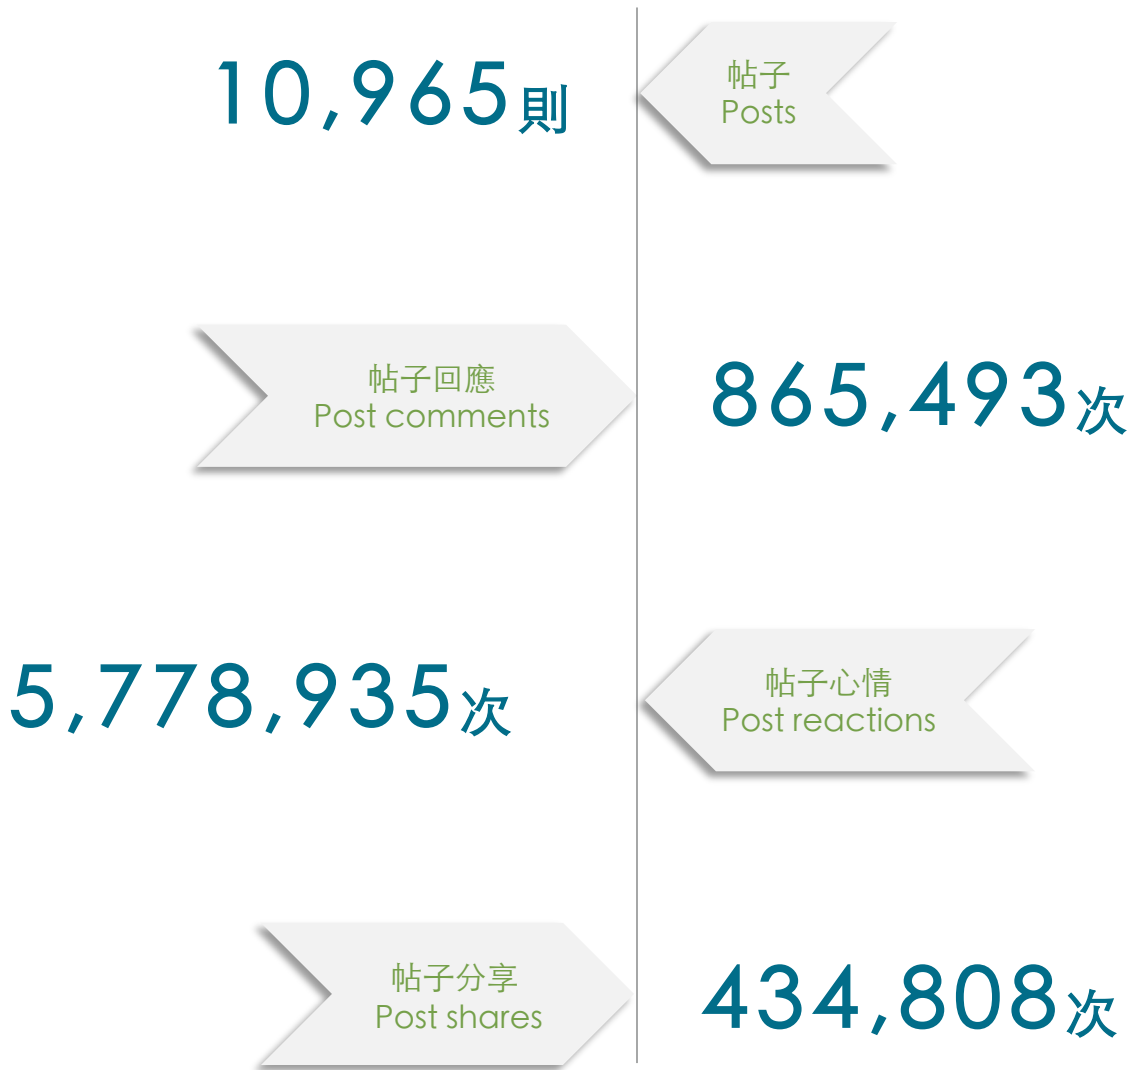 10,965則
帖子
Posts
帖子回應
Post comments
865,493次
5,778,935次
帖子心情
Post reactions
帖子分享
Post shares
434,808次